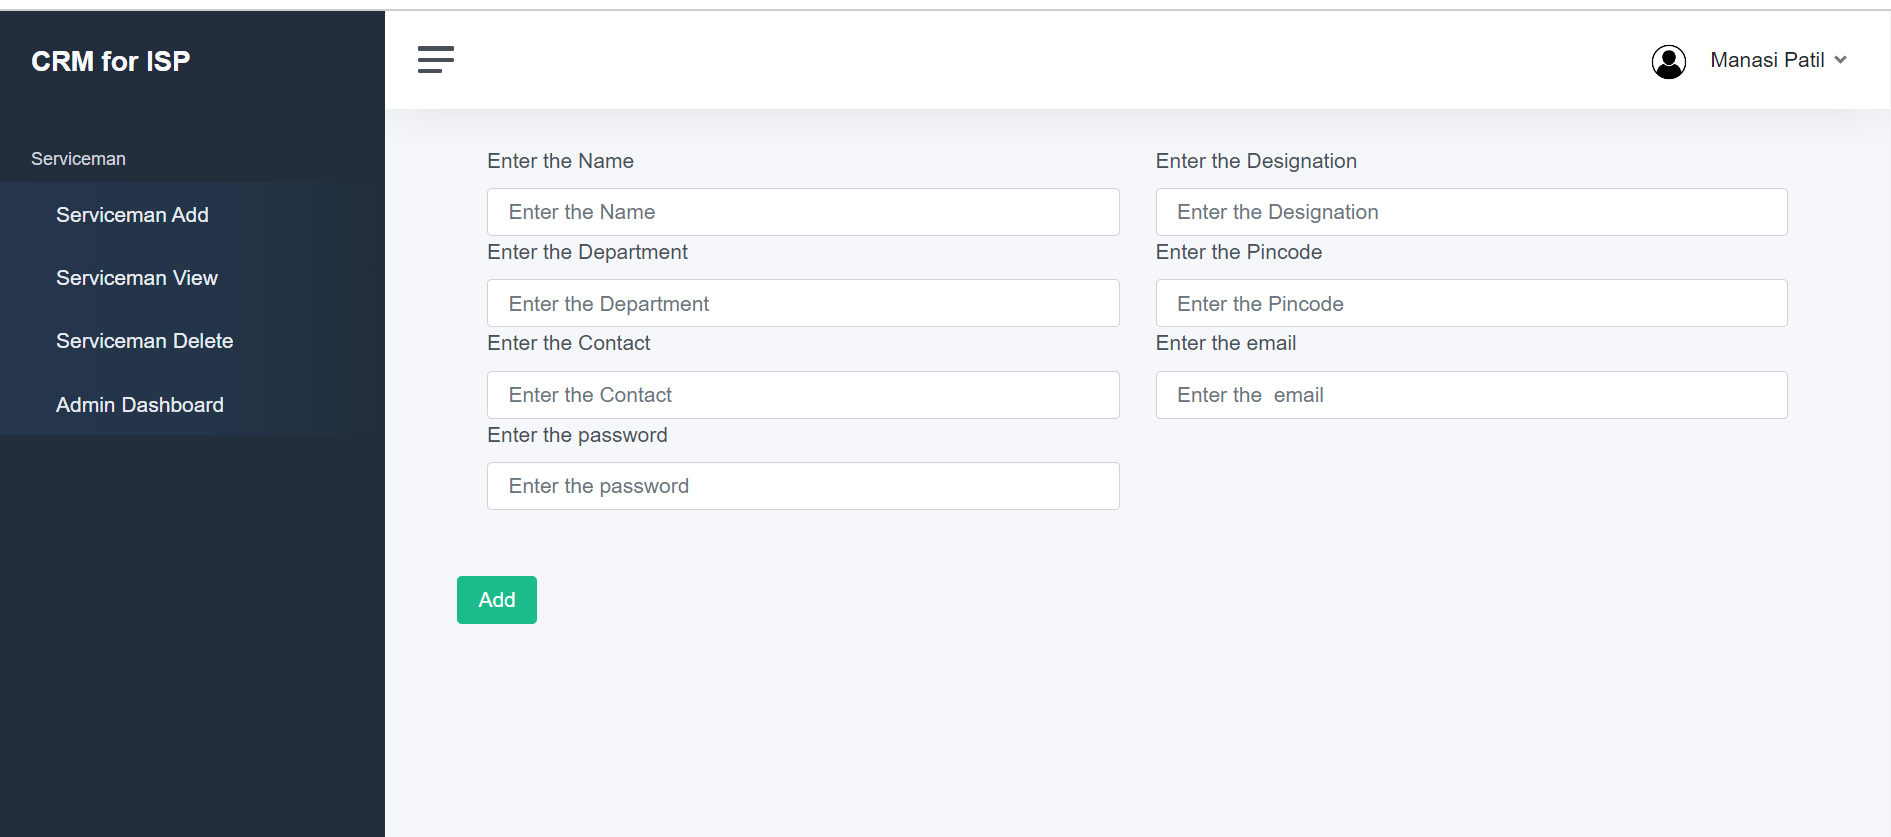 CRM for ISP
Manasi Patil
Serviceman
Serviceman Add
Serviceman View
Serviceman Delete
Admin Dashboard
Enter the Name
Enter the Designation
Enter the Name
Enter the Designation
Enter the Department
Enter the Pincode
Enter the Department
Enter the Pincode
Enter the Contact
Enter the email
Enter the Contact
Enter the  email
Enter the password
Enter the password
Add